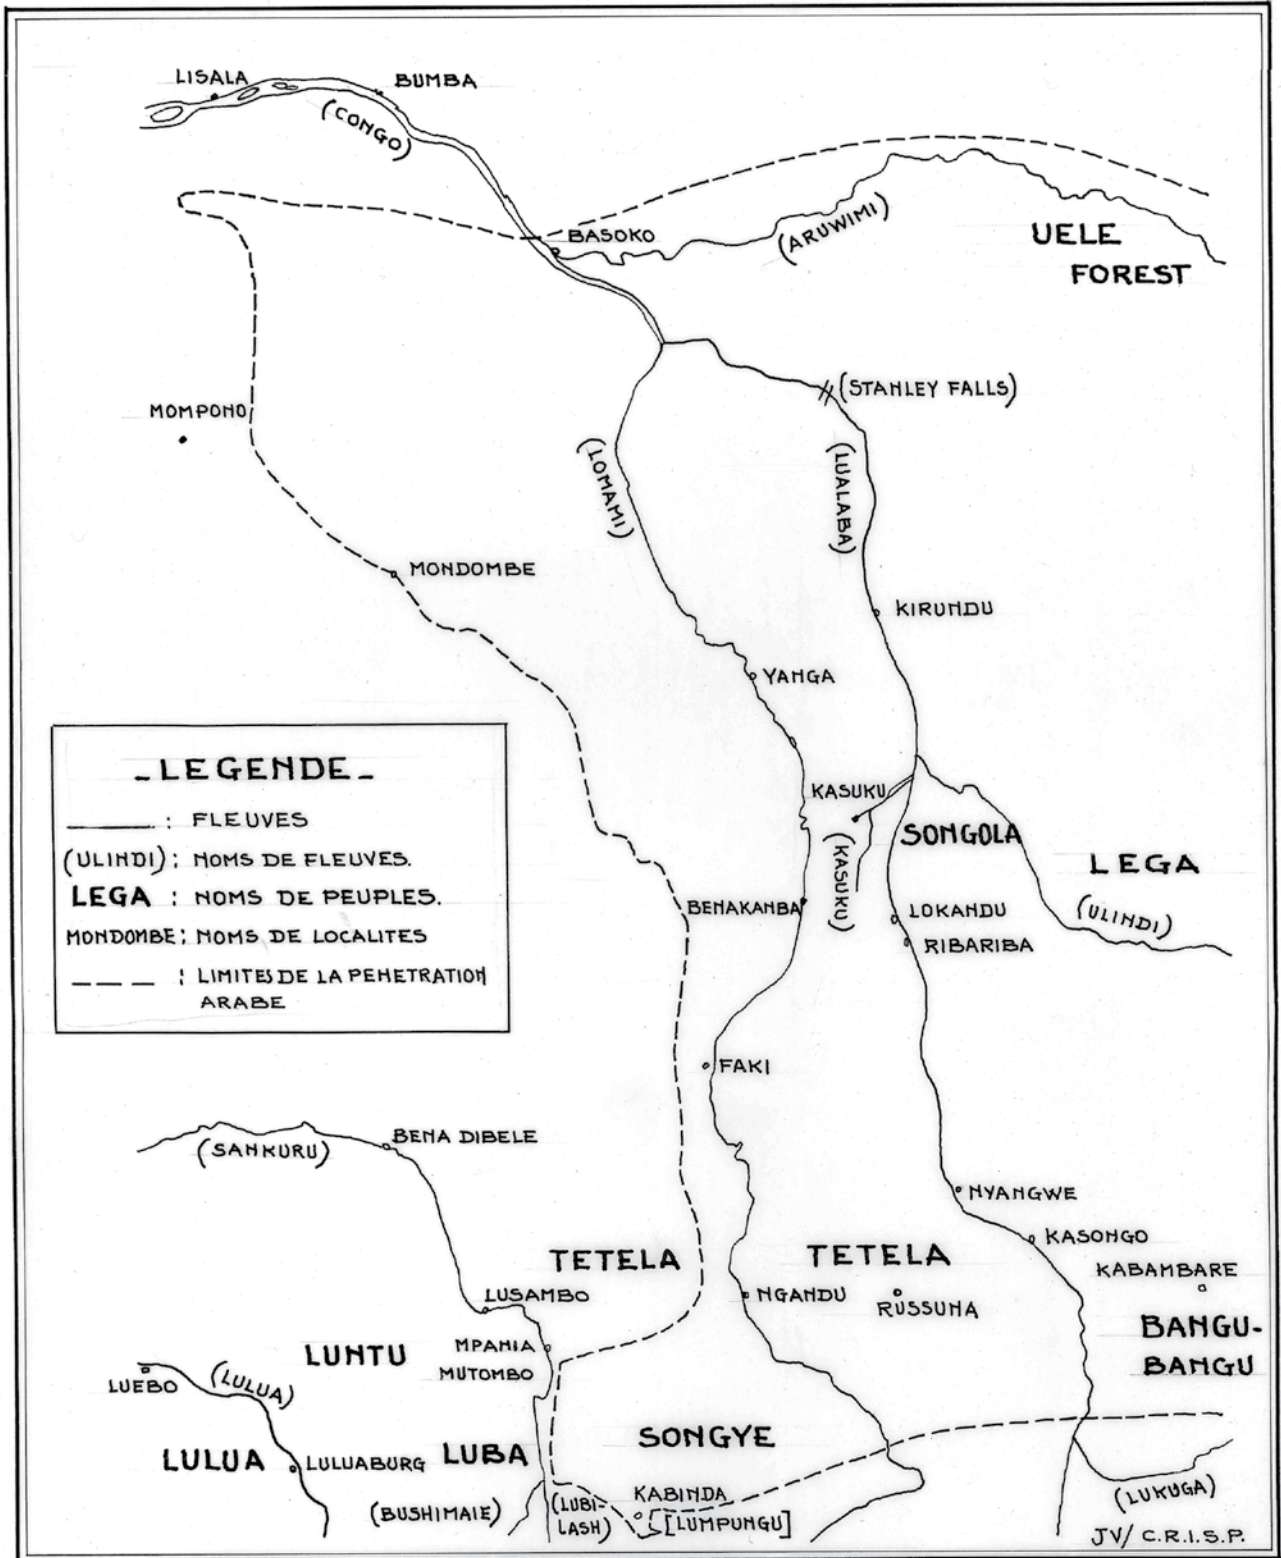 LISALA
BUMBA
(CONGO)
BASOKO
(ARUWIMI)
UELE
FOREST
(STANLEY FALLS)
MOMPONO
(LOMAMI)
(LUALABA)
MONDOMBE
KIRUNDU
YANGA
KASUKU
SONGOLA
(KASUKU)
LEGA
(ULINDI)
BENAKANBA
LOKANDU
RIBARIBA
- LEGENDE -
: FLEUVES
(ULINDI) : NOMS DE FLEUVES.
LEGA : NOMS DE PEUPLES.
MONDOMBE : NOMS DE LOCALITES
: LIMITES DE LA PENETRATION
ARABE
FAKI
(SANKURU)
BENA DIBELE
NYANGWE
KASONGO
TETELA
TETELA
KABAMBARE
LUSAMBO
NGANDU
RUSSUNA
BANGU-
BANGU
LUNTU
MPANIA
MUTOMBO
LUEBO
(LULUA)
SONGYE
LULUA
LULUABURG
LUBA
(BUSHIMAIE)
(LUBI-
LASH)
KABINDA
[LUMPUNGU]
(LUKUGA)
JV/ C.R.I.S.P.